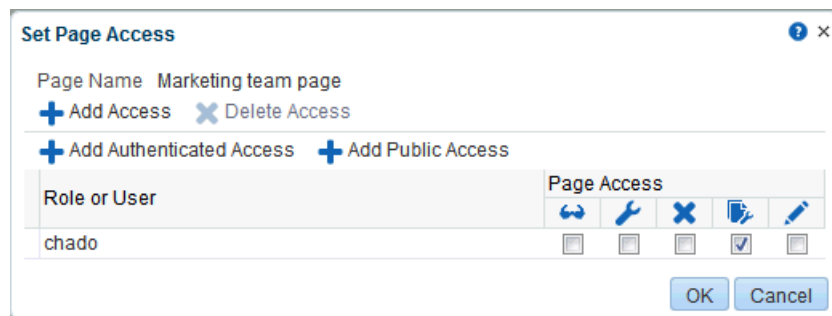 Set Page Access
Page Name Marketing team page
Add Access Delete Access
Add Authenticated Access Add Public Access
Role or User
Page Access
chado
OK Cancel